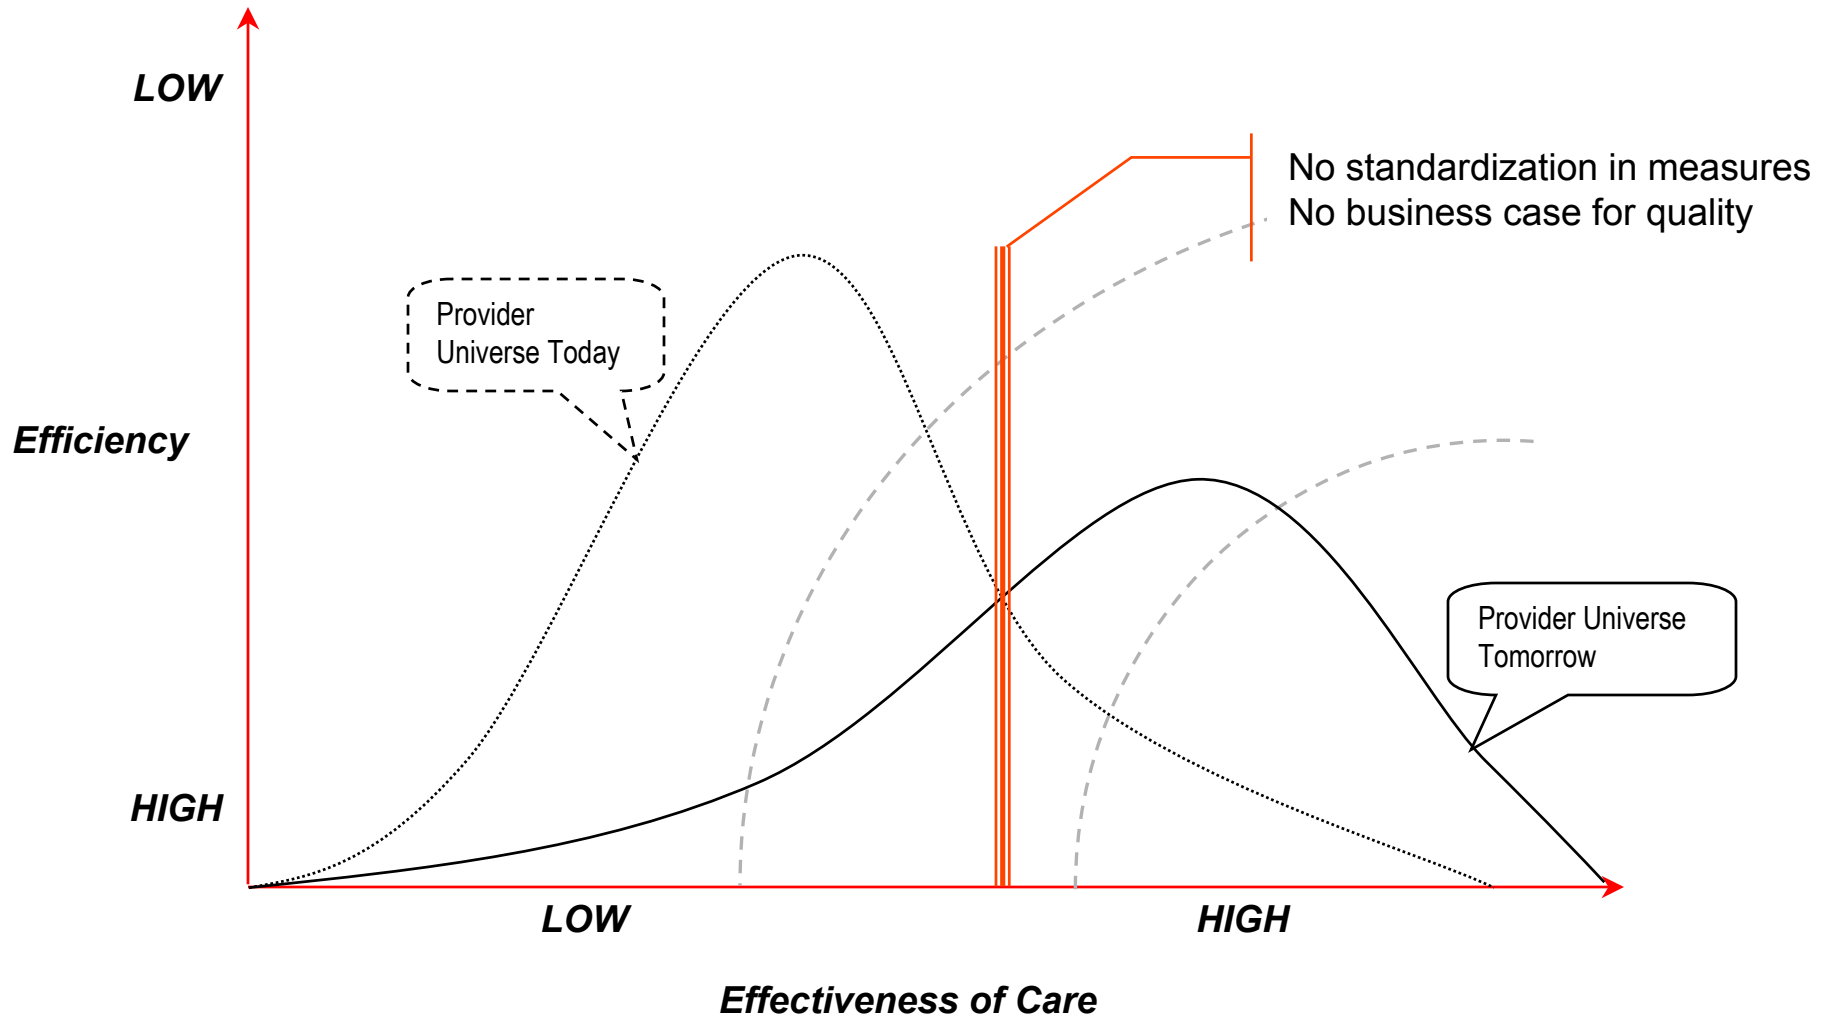 LOW
No standardization in measures
No business case for quality
Provider
Universe Today
Efficiency
Provider Universe
Tomorrow
HIGH
LOW
HIGH
Effectiveness of Care